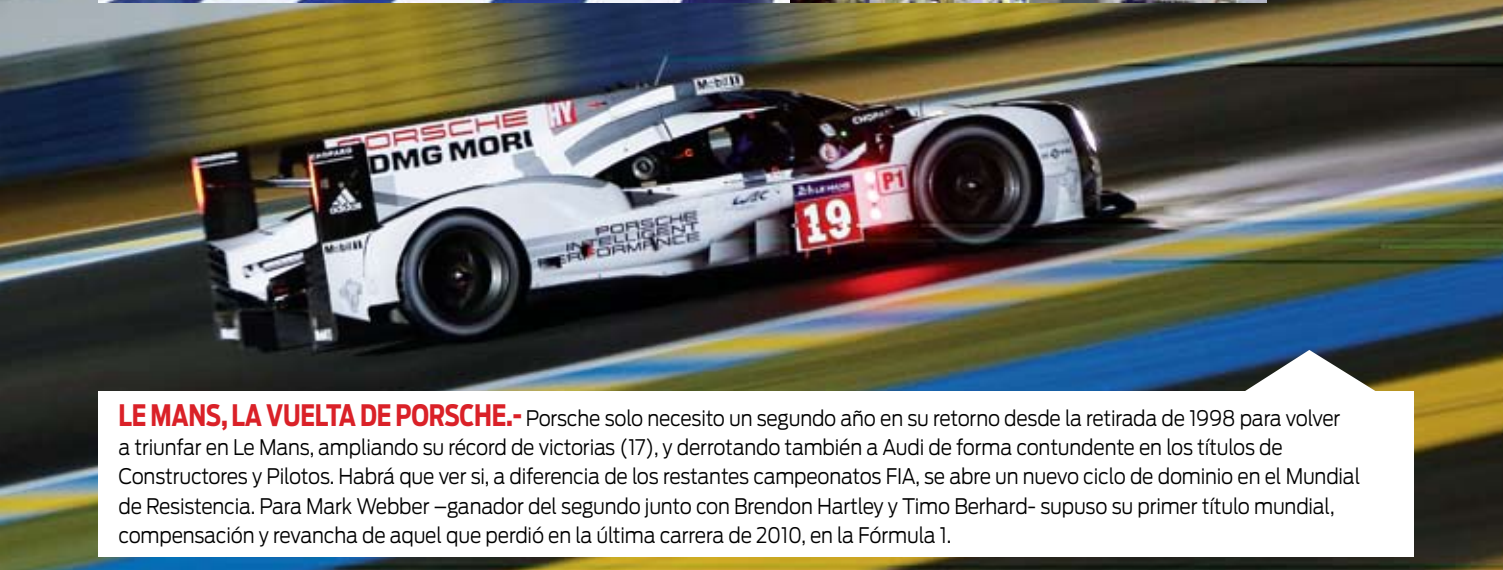 Mobil 1
HY
PORSCHE
DMG MORI
CHOPARD
adidas
Mobil 1
PORSCHE
INTELLIGENT
PERFORMANCE
WEC
24h LE MANS
19
P1
LE MANS, LA VUELTA DE PORSCHE.- Porsche solo necesito un segundo año en su retorno desde la retirada de 1998 para volver
a triunfar en Le Mans, ampliando su récord de victorias (17), y derrotando también a Audi de forma contundente en los títulos de
Constructores y Pilotos. Habrá que ver si, a diferencia de los restantes campeonatos FIA, se abre un nuevo ciclo de dominio en el Mundial
de Resistencia. Para Mark Webber –ganador del segundo junto con Brendon Hartley y Timo Berhard- supuso su primer título mundial,
compensación y revancha de aquel que perdió en la última carrera de 2010, en la Fórmula 1.